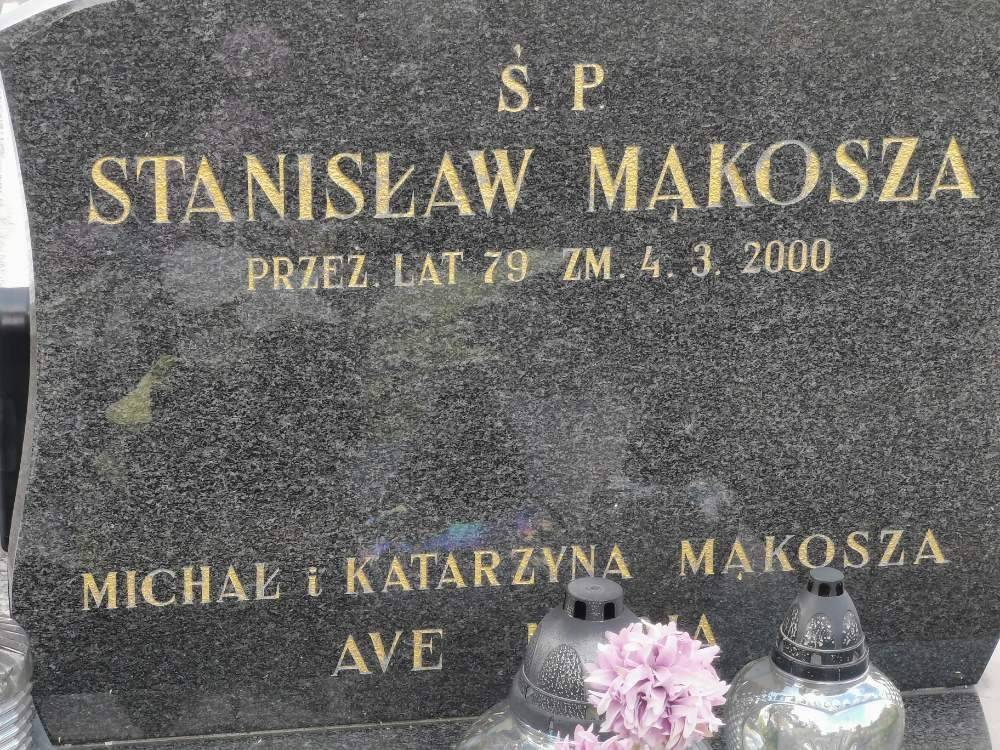 Ś. P.
STANISŁAW MĄKOSZA
PRZEŻ. LAT 79 ZM. 4. 3. 2000
MICHAŁ i KATARZYNA MĄKOSZA
AVE